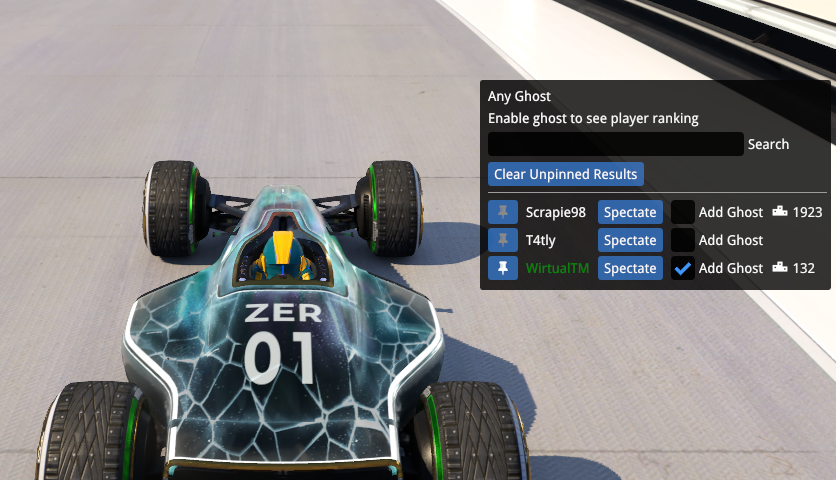 Any Ghost
Enable ghost to see player ranking
Search
Clear Unpinned Results
Scrapie98 Spectate Add Ghost 1923
T4tly Spectate Add Ghost
WirtualTM Spectate Add Ghost 132
ZER
01